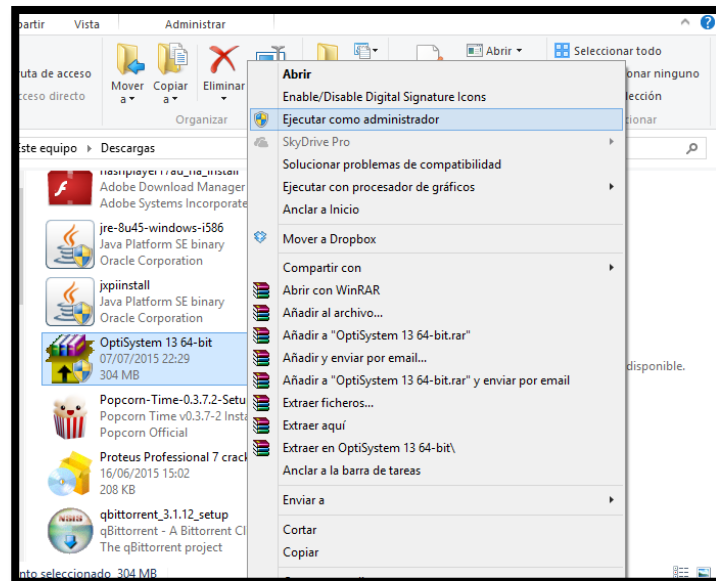 partir Vista Administrar
ruta de acceso
cceso directo
Mover a Copiar a Eliminar
Organizar
Abrir
Seleccionar todo
onar ninguno
lección
ionar
Este equipo Descargas
Abrir
Enable/Disable Digital Signature Icons
Ejecutar como administrador
SkyDrive Pro
Solucionar problemas de compatibilidad
Ejecutar con procesador de gráficos
Anclar a Inicio
Mover a Dropbox
Compartir con
Abrir con WinRAR
Añadir al archivo...
Añadir a "OptiSystem 13 64-bit.rar"
Añadir y enviar por email...
Añadir a "OptiSystem 13 64-bit.rar" y enviar por email
Extraer ficheros...
Extraer aquí
Extraer en OptiSystem 13 64-bit\
Anclar a la barra de tareas
Enviar a
Cortar
Copiar
Adobe Download Manager
Adobe Systems Incorporate
jre-8u45-windows-i586
Java Platform SE binary
Oracle Corporation
jxpiinstall
Java Platform SE binary
Oracle Corporation
OptiSystem 13 64-bit
07/07/2015 22:29
304 MB
Popcorn-Time-0.3.7.2-Setu
Popcorn Time v0.3.7-2 Insta
Popcorn Official
Proteus Professional 7 crack
16/06/2015 15:02
208 KB
qbittorrent_3.1.12_setup
qBittorrent - A Bittorrent Cl
The qBittorrent project
disponible.
nto seleccionado 304 MB